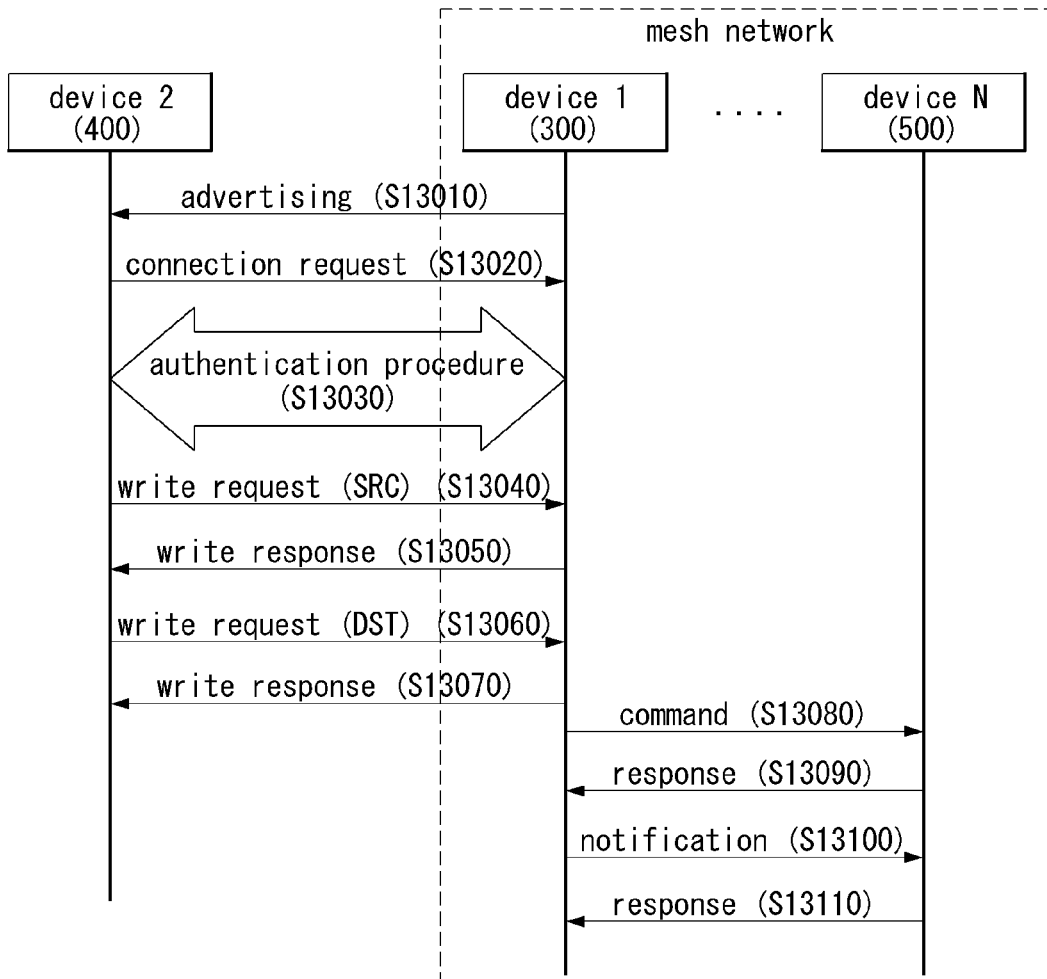 mesh network
device 2
(400)
device 1
(300)
....
device N
(500)
advertising (S13010)
connection request (S13020)
authentication procedure
(S13030)
write request (SRC) (S13040)
write response (S13050)
write request (DST) (S13060)
write response (S13070)
command (S13080)
response (S13090)
notification (S13100)
response (S13110)